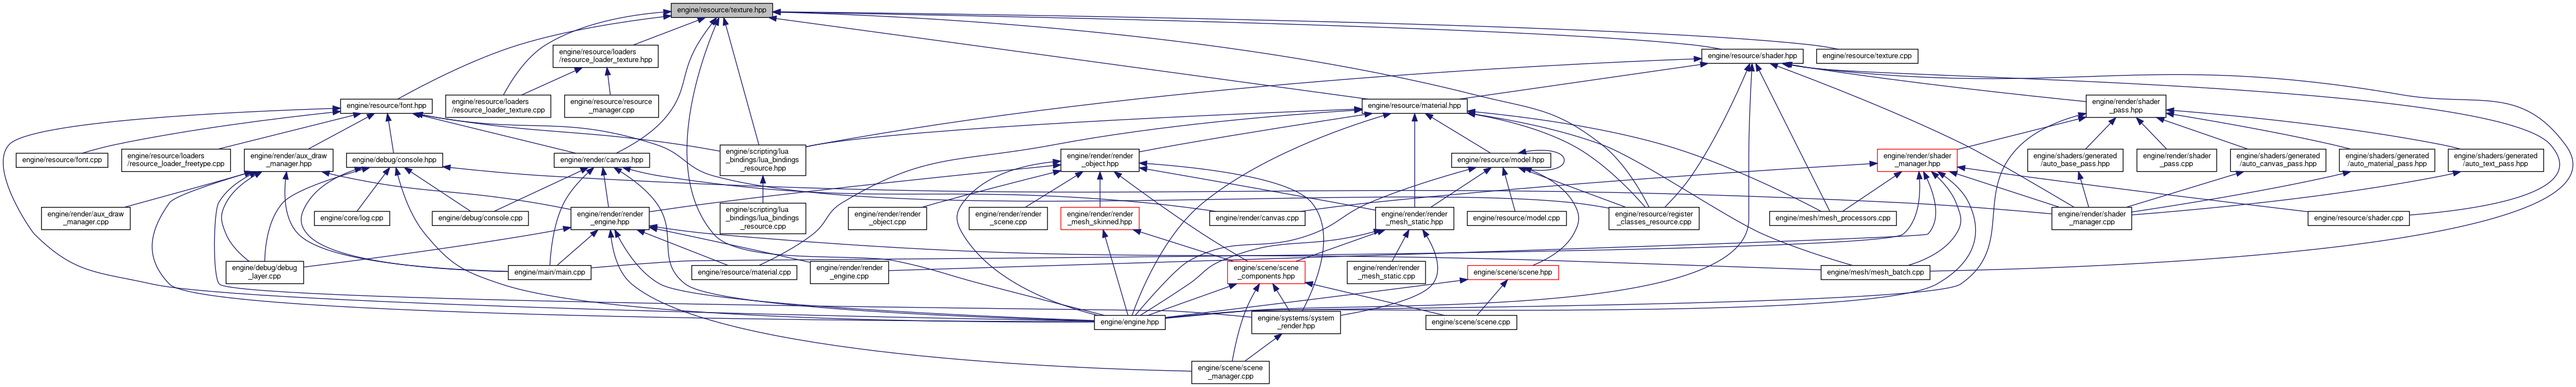 engine/resource/texture.hpp
engine/resource/loaders
/resource_loader_texture.hpp
engine/resource/shader.hpp
engine/resource/texture.cpp
engine/resource/font.hpp
engine/resource/loaders
/resource_loader_texture.cpp
engine/resource/resource
_manager.cpp
engine/resource/material.hpp
engine/render/shader
_pass.hpp
engine/resource/font.cpp
engine/resource/loaders
/resource_loader_freetype.cpp
engine/render/aux_draw
_manager.hpp
engine/debug/console.hpp
engine/render/canvas.hpp
engine/scripting/lua
_bindings/lua_bindings
_resource.hpp
engine/render/render
_object.hpp
engine/resource/model.hpp
engine/render/shader
_manager.hpp
engine/shaders/generated
/auto_base_pass.hpp
engine/render/shader
_pass.cpp
engine/shaders/generated
/auto_canvas_pass.hpp
engine/shaders/generated
/auto_material_pass.hpp
engine/shaders/generated
/auto_text_pass.hpp
engine/render/aux_draw
_manager.cpp
engine/core/log.cpp
engine/debug/console.cpp
engine/render/render
_engine.hpp
engine/scripting/lua
_bindings/lua_bindings
_resource.cpp
engine/render/render
_object.cpp
engine/render/render
_scene.cpp
engine/render/render
_mesh_skinned.hpp
engine/render/canvas.cpp
engine/render/render
_mesh_static.hpp
engine/resource/model.cpp
engine/resource/register
_classes_resource.cpp
engine/mesh/mesh_processors.cpp
engine/render/shader
_manager.cpp
engine/resource/shader.cpp
engine/debug/debug
_layer.cpp
engine/main/main.cpp
engine/resource/material.cpp
engine/render/render
_engine.cpp
engine/scene/scene
_components.hpp
engine/render/render
_mesh_static.cpp
engine/scene/scene.hpp
engine/mesh/mesh_batch.cpp
engine/engine.hpp
engine/systems/system
_render.hpp
engine/scene/scene.cpp
engine/scene/scene
_manager.cpp